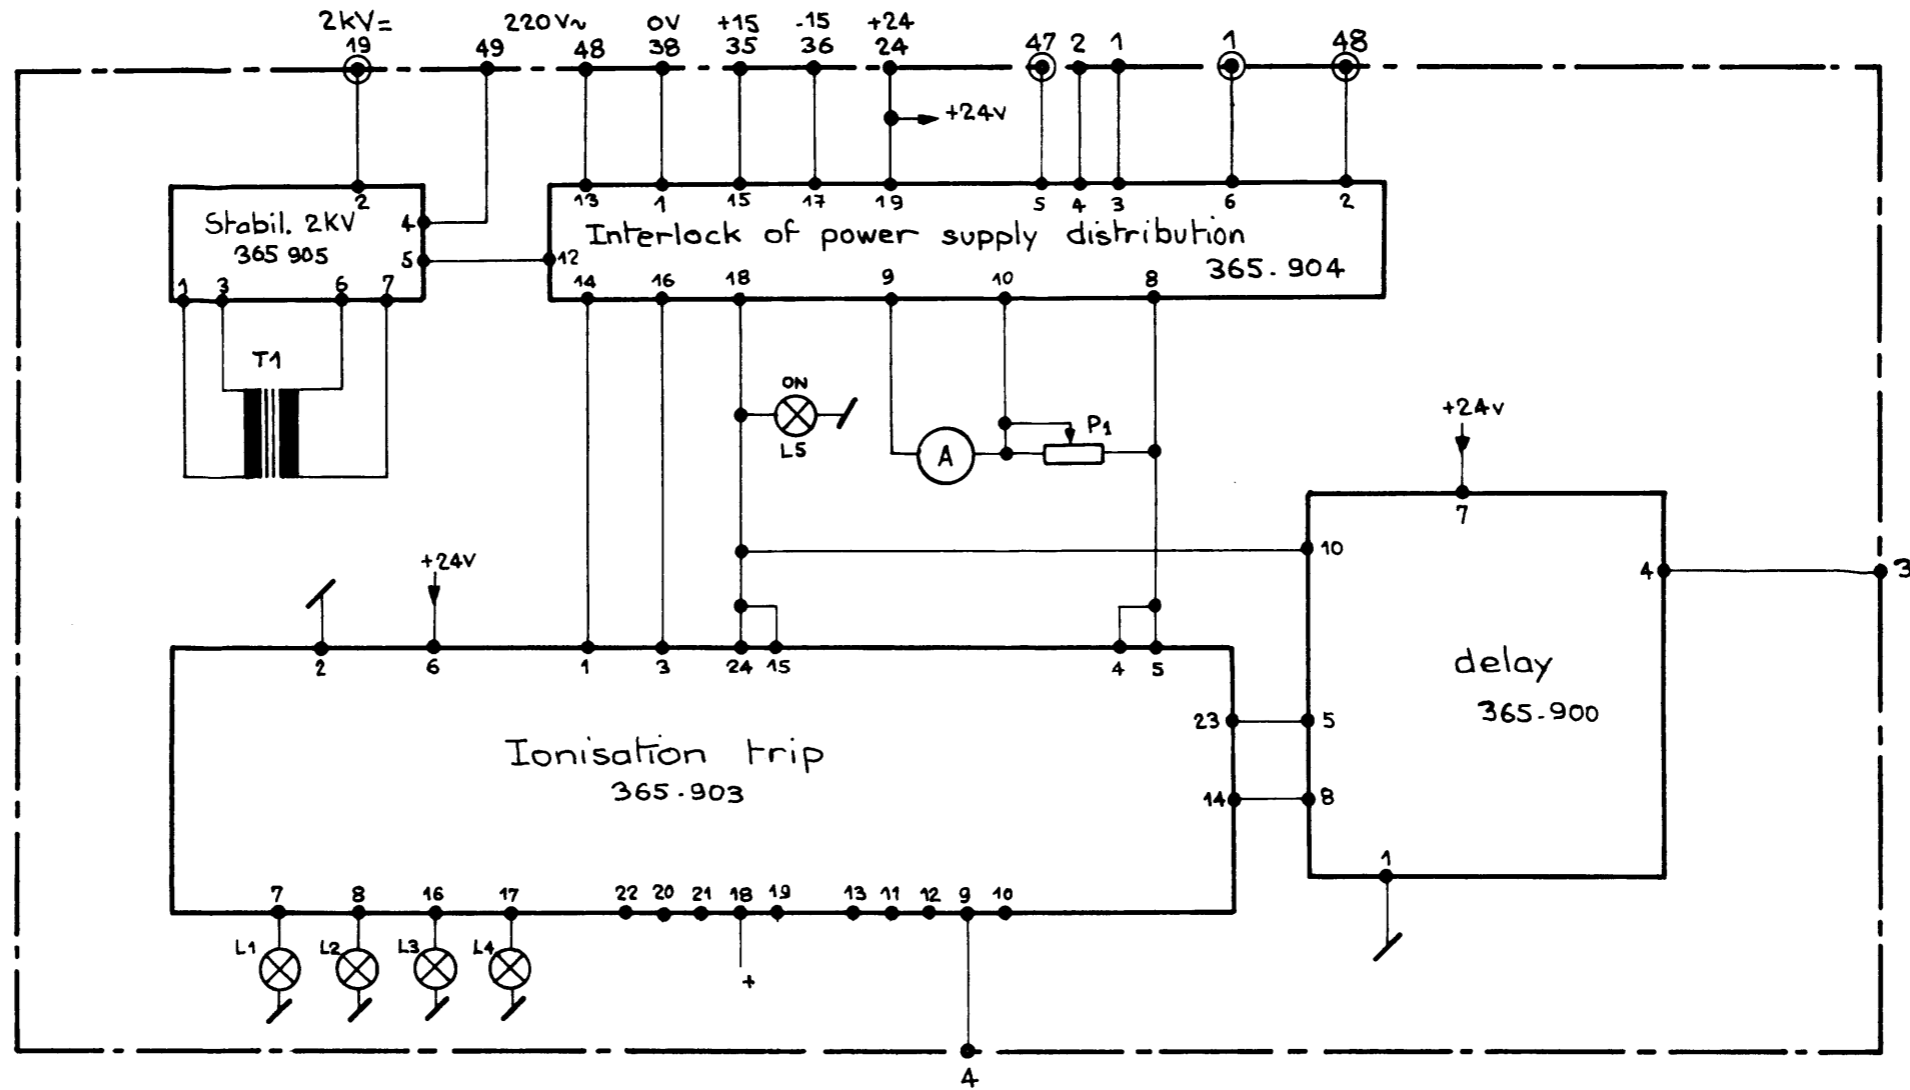 2kV= 220V~ 0V +15 -15 +24
19 49 48 38 35 36 24 47 2 1 1 48
+24V
2 13 1 15 17 19 5 4 3 6 2
Stabil. 2KV 4
365 905
5
Interlock of power supply distribution
12 365-904
1 3 6 7 14 16 18 9 10 8
T1
ON
L5
A
P1
+24V
7
10
+24V
4 3
2 6 1 3 24 15 4 5
delay
365-900
23 5
Ionisation trip
365-903
14 8
1
7 8 16 17 22 20 21 18 19 13 11 12 9 10
L1 L2 L3 L4
+
4